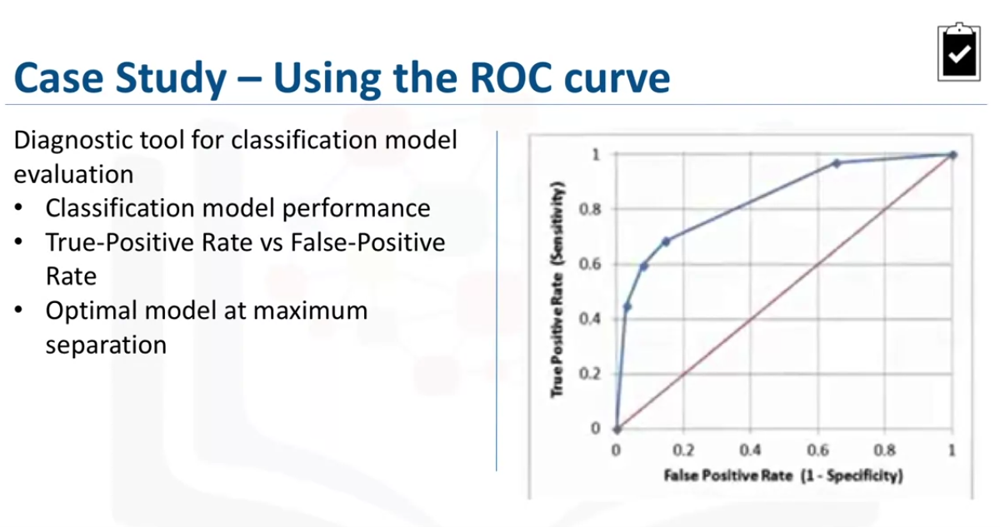 Case Study – Using the ROC curve
Diagnostic tool for classification model
evaluation
• Classification model performance
• True-Positive Rate vs False-Positive
Rate
• Optimal model at maximum
separation
True Positive Rate (Sensitivity)
1
0.8
0.6
0.4
0.2
0
0 0.2 0.4 0.6 0.8 1
False Positive Rate (1 - Specificity)